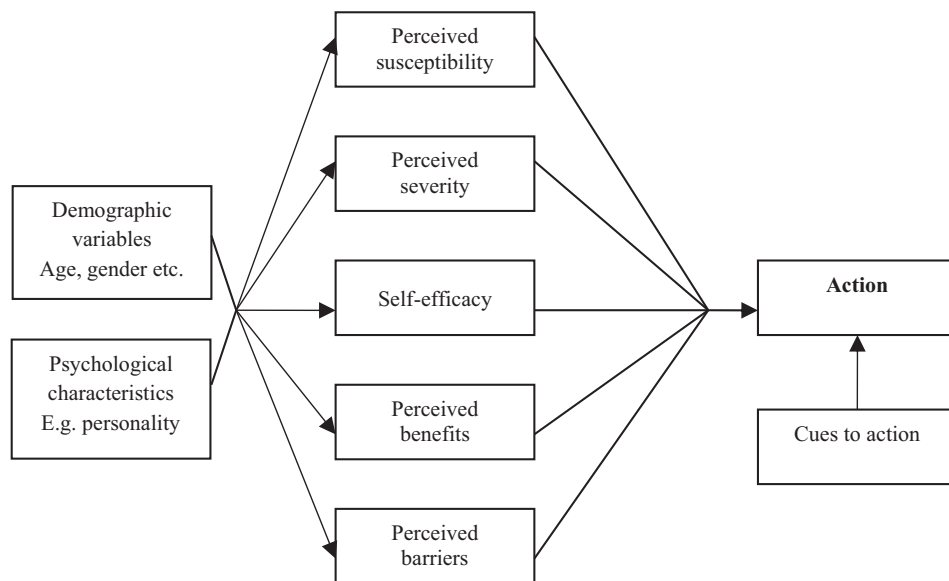 Perceived
susceptibility
Perceived
severity
Demographic
variables
Age, gender etc.
Self-efficacy
Action
Psychological
characteristics
E.g. personality
Perceived
benefits
Cues to action
Perceived
barriers